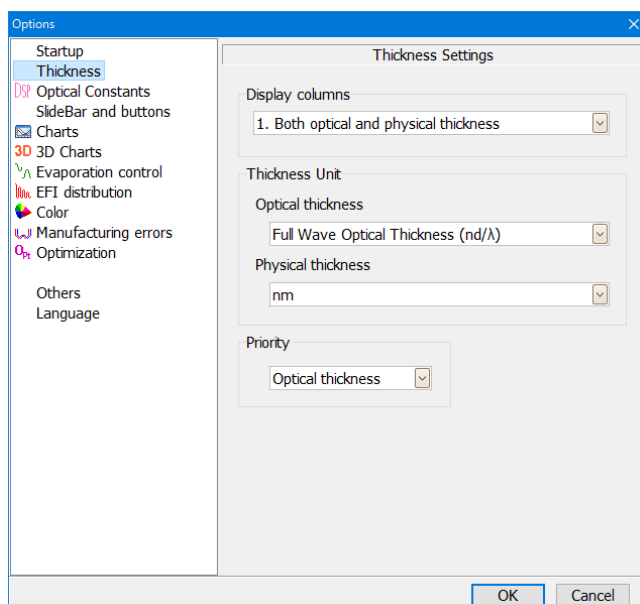 Options
Startup
Thickness
DSP Optical Constants
SlideBar and buttons
Charts
3D 3D Charts
Evaporation control
EFI distribution
Color
Manufacturing errors
OPt Optimization
Others
Language
Thickness Settings
Display columns
1. Both optical and physical thickness
Thickness Unit
Optical thickness
Full Wave Optical Thickness (nd/λ)
Physical thickness
nm
Priority
Optical thickness
OK Cancel